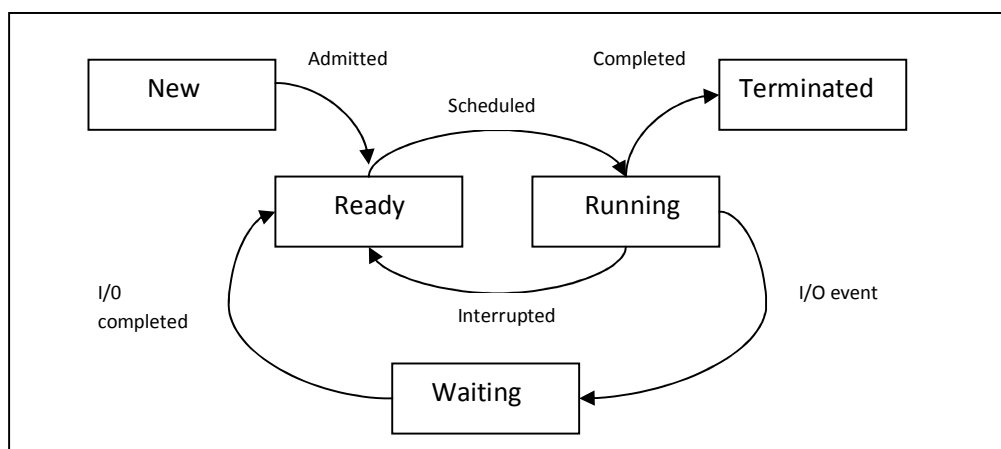 Admitted
Completed
New
Terminated
Scheduled
Ready
Running
I/0
completed
I/O event
Interrupted
Waiting